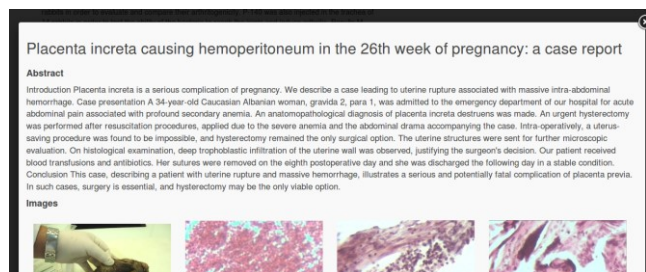 Placenta increta causing hemoperitoneum in the 26th week of pregnancy: a case report
Abstract
Introduction Placenta increta is a serious complication of pregnancy. We describe a case leading to uterine rupture associated with massive intra-abdominal
hemorrhage. Case presentation A 34-year-old Caucasian Albanian woman, gravida 2, para 1, was admitted to the emergency department of our hospital for acute
abdominal pain associated with profound secondary anemia. An anatomopathological diagnosis of placenta increta destruens was made. An urgent hysterectomy
was performed after resuscitation procedures, applied due to the severe anemia and the abdominal drama accompanying the case. Intra-operatively, a uterus-
saving procedure was found to be impossible, and hysterectomy remained the only surgical option. The uterine structures were sent for further microscopic
evaluation. On histological examination, deep trophoblastic infiltration of the uterine wall was observed, justifying the surgeon's decision. Our patient received
blood transfusions and antibiotics. Her sutures were removed on the eighth postoperative day and she was discharged the following day in a stable condition.
Conclusion This case, describing a patient with uterine rupture and massive hemorrhage, illustrates a serious and potentially fatal complication of placenta previa.
In such cases, surgery is essential, and hysterectomy may be the only viable option.
Images